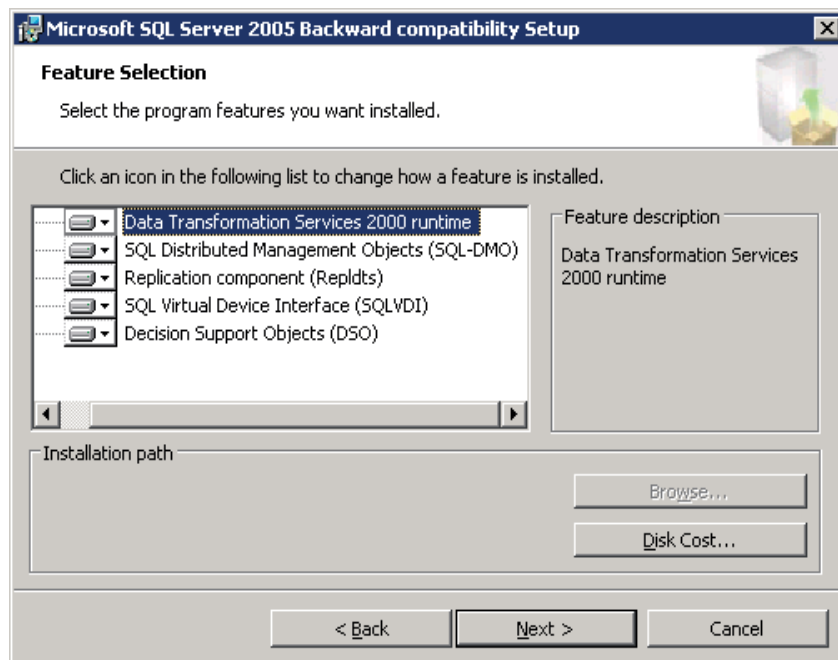 Microsoft SQL Server 2005 Backward compatibility Setup
Feature Selection
Select the program features you want installed.
Click an icon in the following list to change how a feature is installed.
Data Transformation Services 2000 runtime
SQL Distributed Management Objects (SQL-DMO)
Replication component (Repldts)
SQL Virtual Device Interface (SQLVDI)
Decision Support Objects (DSO)
Feature description
Data Transformation Services
2000 runtime
Installation path
Browse...
Disk Cost...
< Back
Next >
Cancel